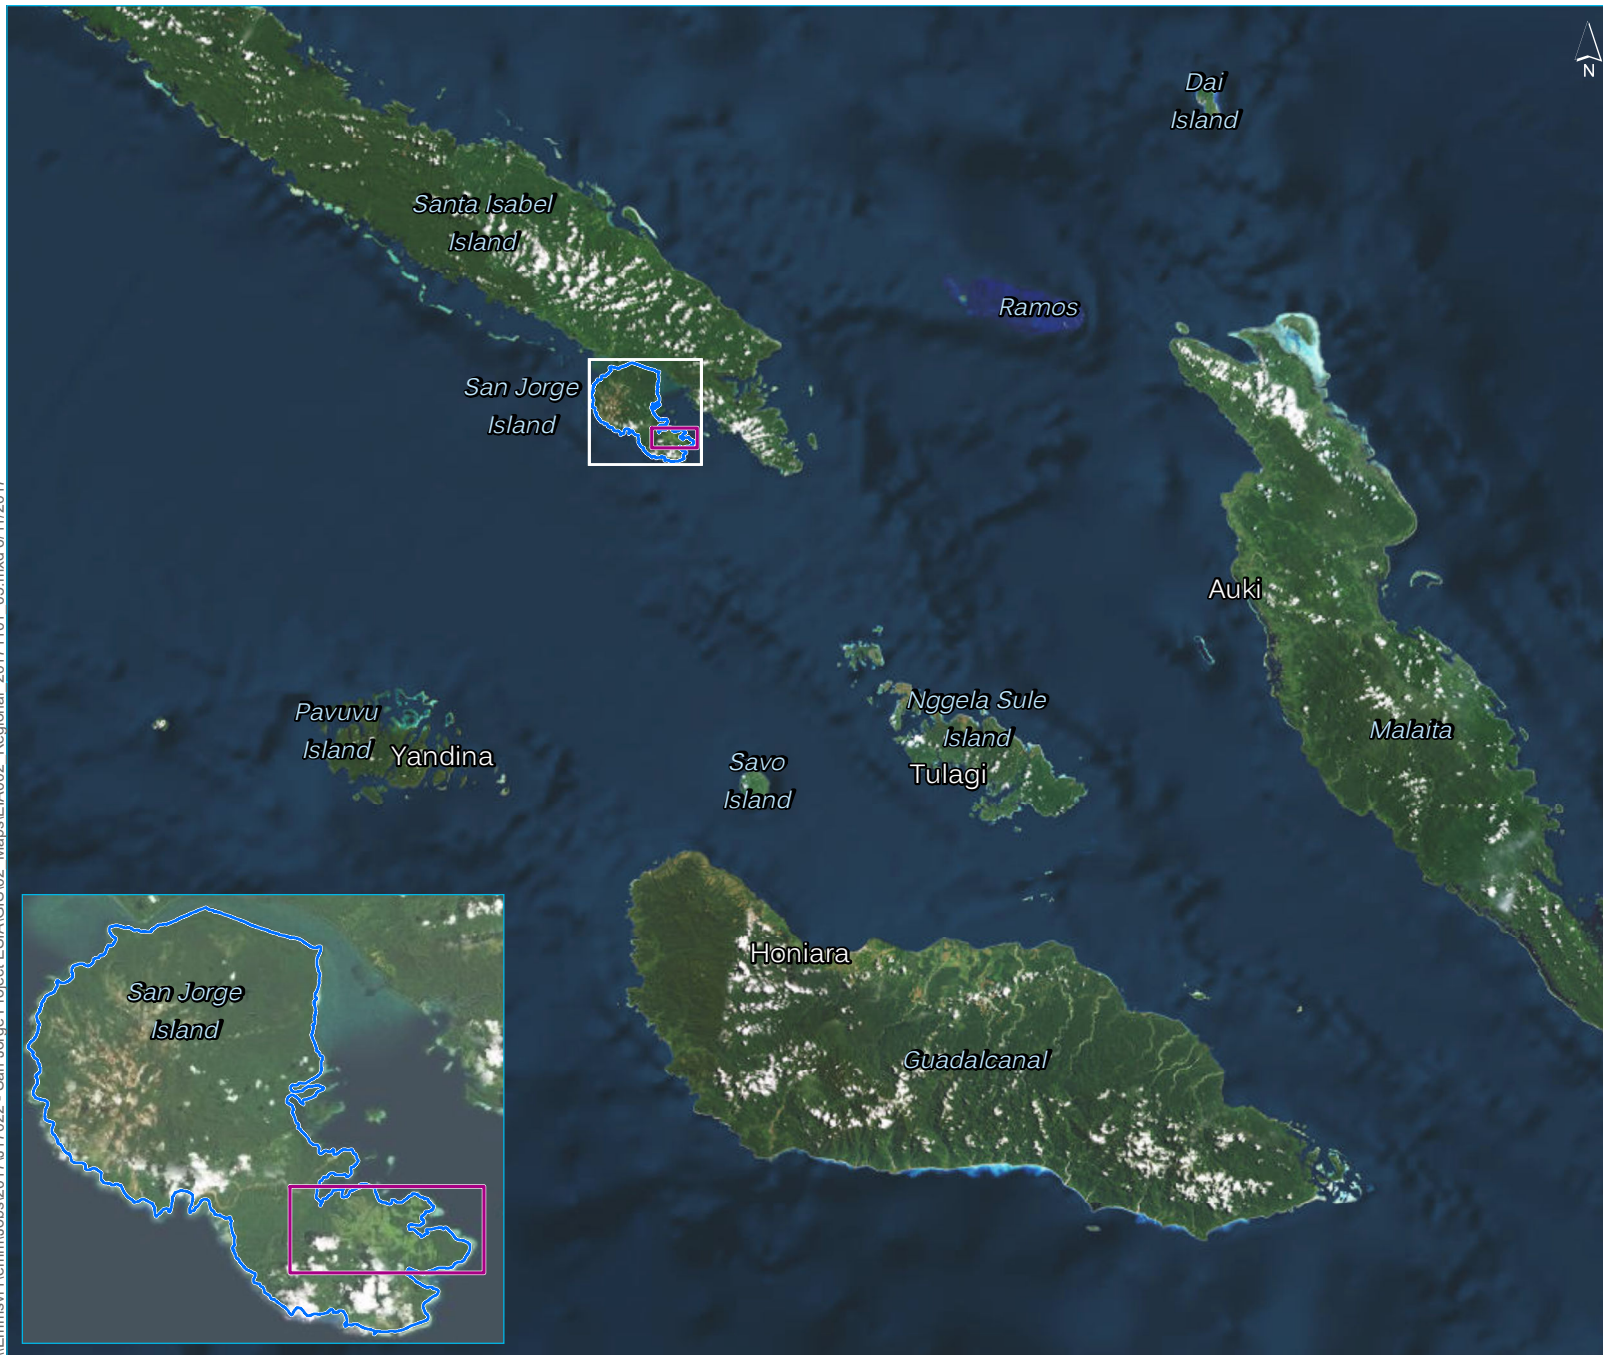 N
Dai
Island
Santa Isabel
Island
Ramos
San Jorge
Island
Auki
Nggela Sule
Island
Pavuvu
Island
Yandina
Malaita
Savo
Island
Tulagi
Honiara
San Jorge
Island
Guadalcanal